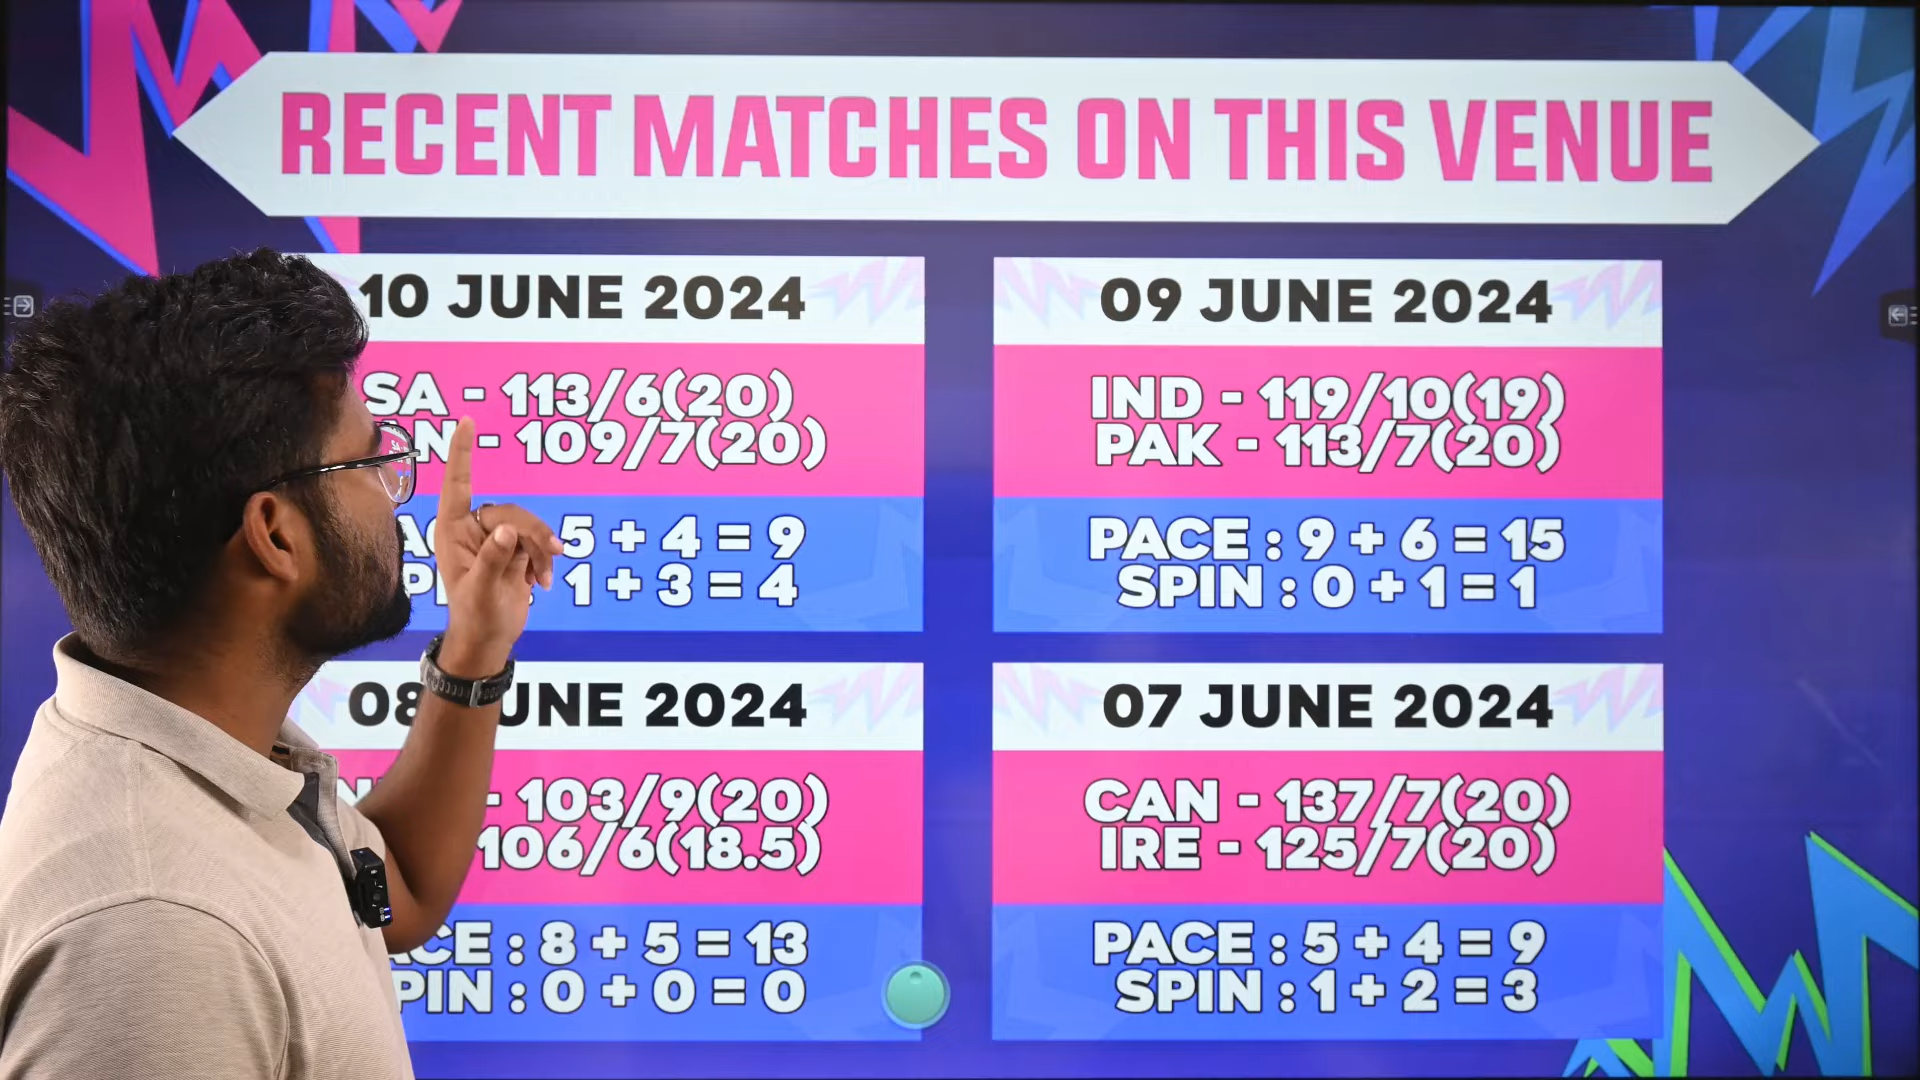 RECENT MATCHES ON THIS VENUE
10 JUNE 2024
SA - 113/6(20)
- 109/7(20)
5 + 4 = 9
: 1 + 3 = 4
09 JUNE 2024
IND - 119/10(19)
PAK - 113/7(20)
PACE : 9 + 6 = 15
SPIN : 0 + 1 = 1
08 JUNE 2024
- 103/9(20)
106/6(18.5)
: 8 + 5 = 13
: 0 + 0 = 0
07 JUNE 2024
CAN - 137/7(20)
IRE - 125/7(20)
PACE : 5 + 4 = 9
SPIN : 1 + 2 = 3